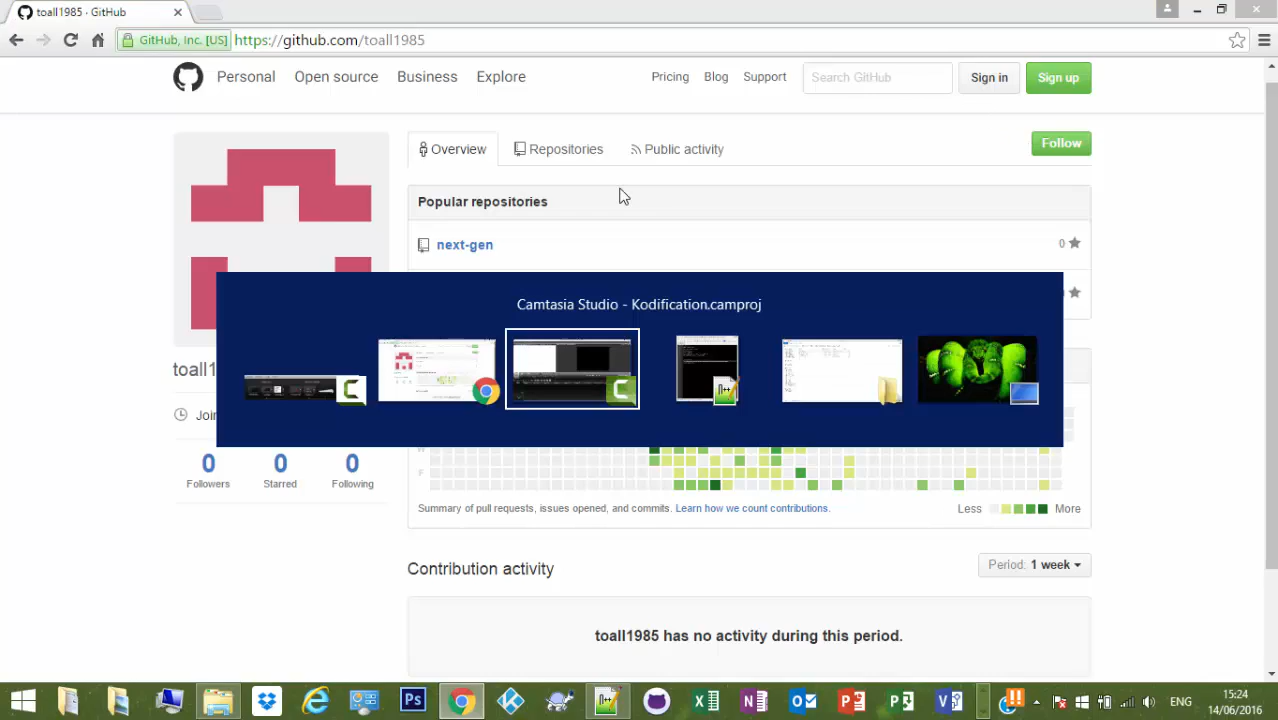 toall1985 · GitHub
GitHub, Inc. [US] https://github.com/toall1985
Personal Open source Business Explore Pricing Blog Support Search GitHub Sign in Sign up
Overview Repositories Public activity Follow
Popular repositories
next-gen 0
Camtasia Studio - Kodification.camproj
toall1
Join
F
0 0 0
Followers Starred Following
Summary of pull requests, issues opened, and commits. Learn how we count contributions. Less More
Contribution activity Period: 1 week
toall1985 has no activity during this period.
ENG 15:24
14/06/2016